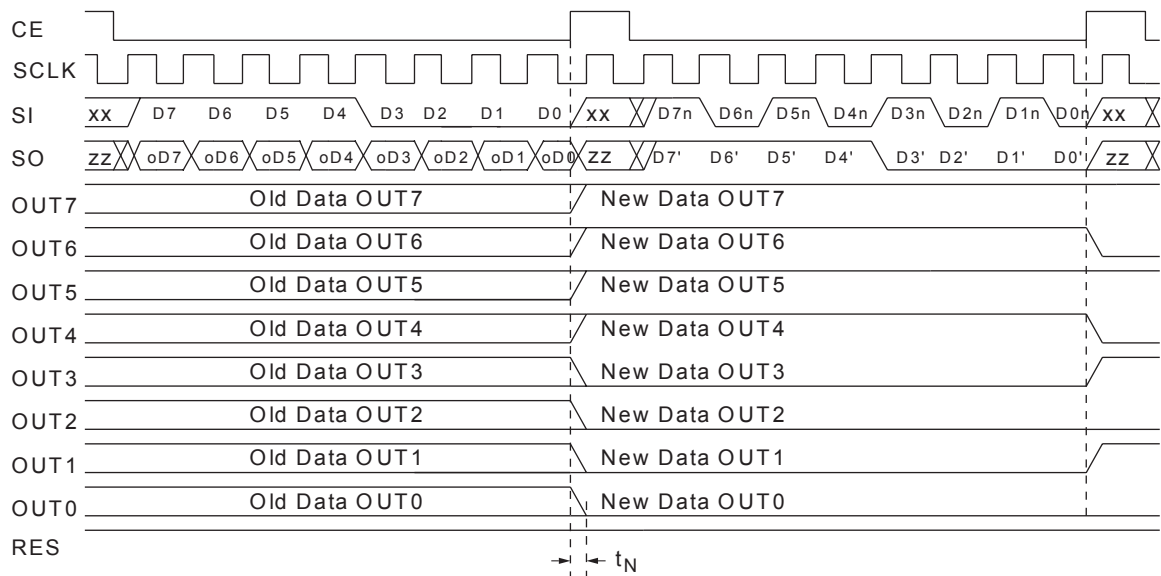 CE
SCLK
SI xx D7 D6 D5 D4 D3 D2 D1 D0 xx D7n D6n D5n D4n D3n D2n D1n D0n xx
SO zz oD7 oD6 oD5 oD4 oD3 oD2 oD1 oD0 zz D7' D6' D5' D4' D3' D2' D1' D0' zz
OUT7 Old Data OUT7 New Data OUT7
OUT6 Old Data OUT6 New Data OUT6
OUT5 Old Data OUT5 New Data OUT5
OUT4 Old Data OUT4 New Data OUT4
OUT3 Old Data OUT3 New Data OUT3
OUT2 Old Data OUT2 New Data OUT2
OUT1 Old Data OUT1 New Data OUT1
OUT0 Old Data OUT0 New Data OUT0
RES
tN